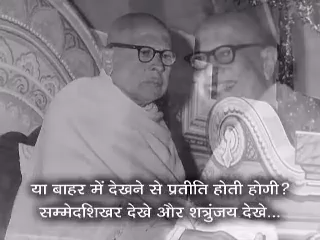 या बाहर में देखने से प्रतीति होती होगी?
सम्मेदशिखर देखे और शत्रुंजय देखे...